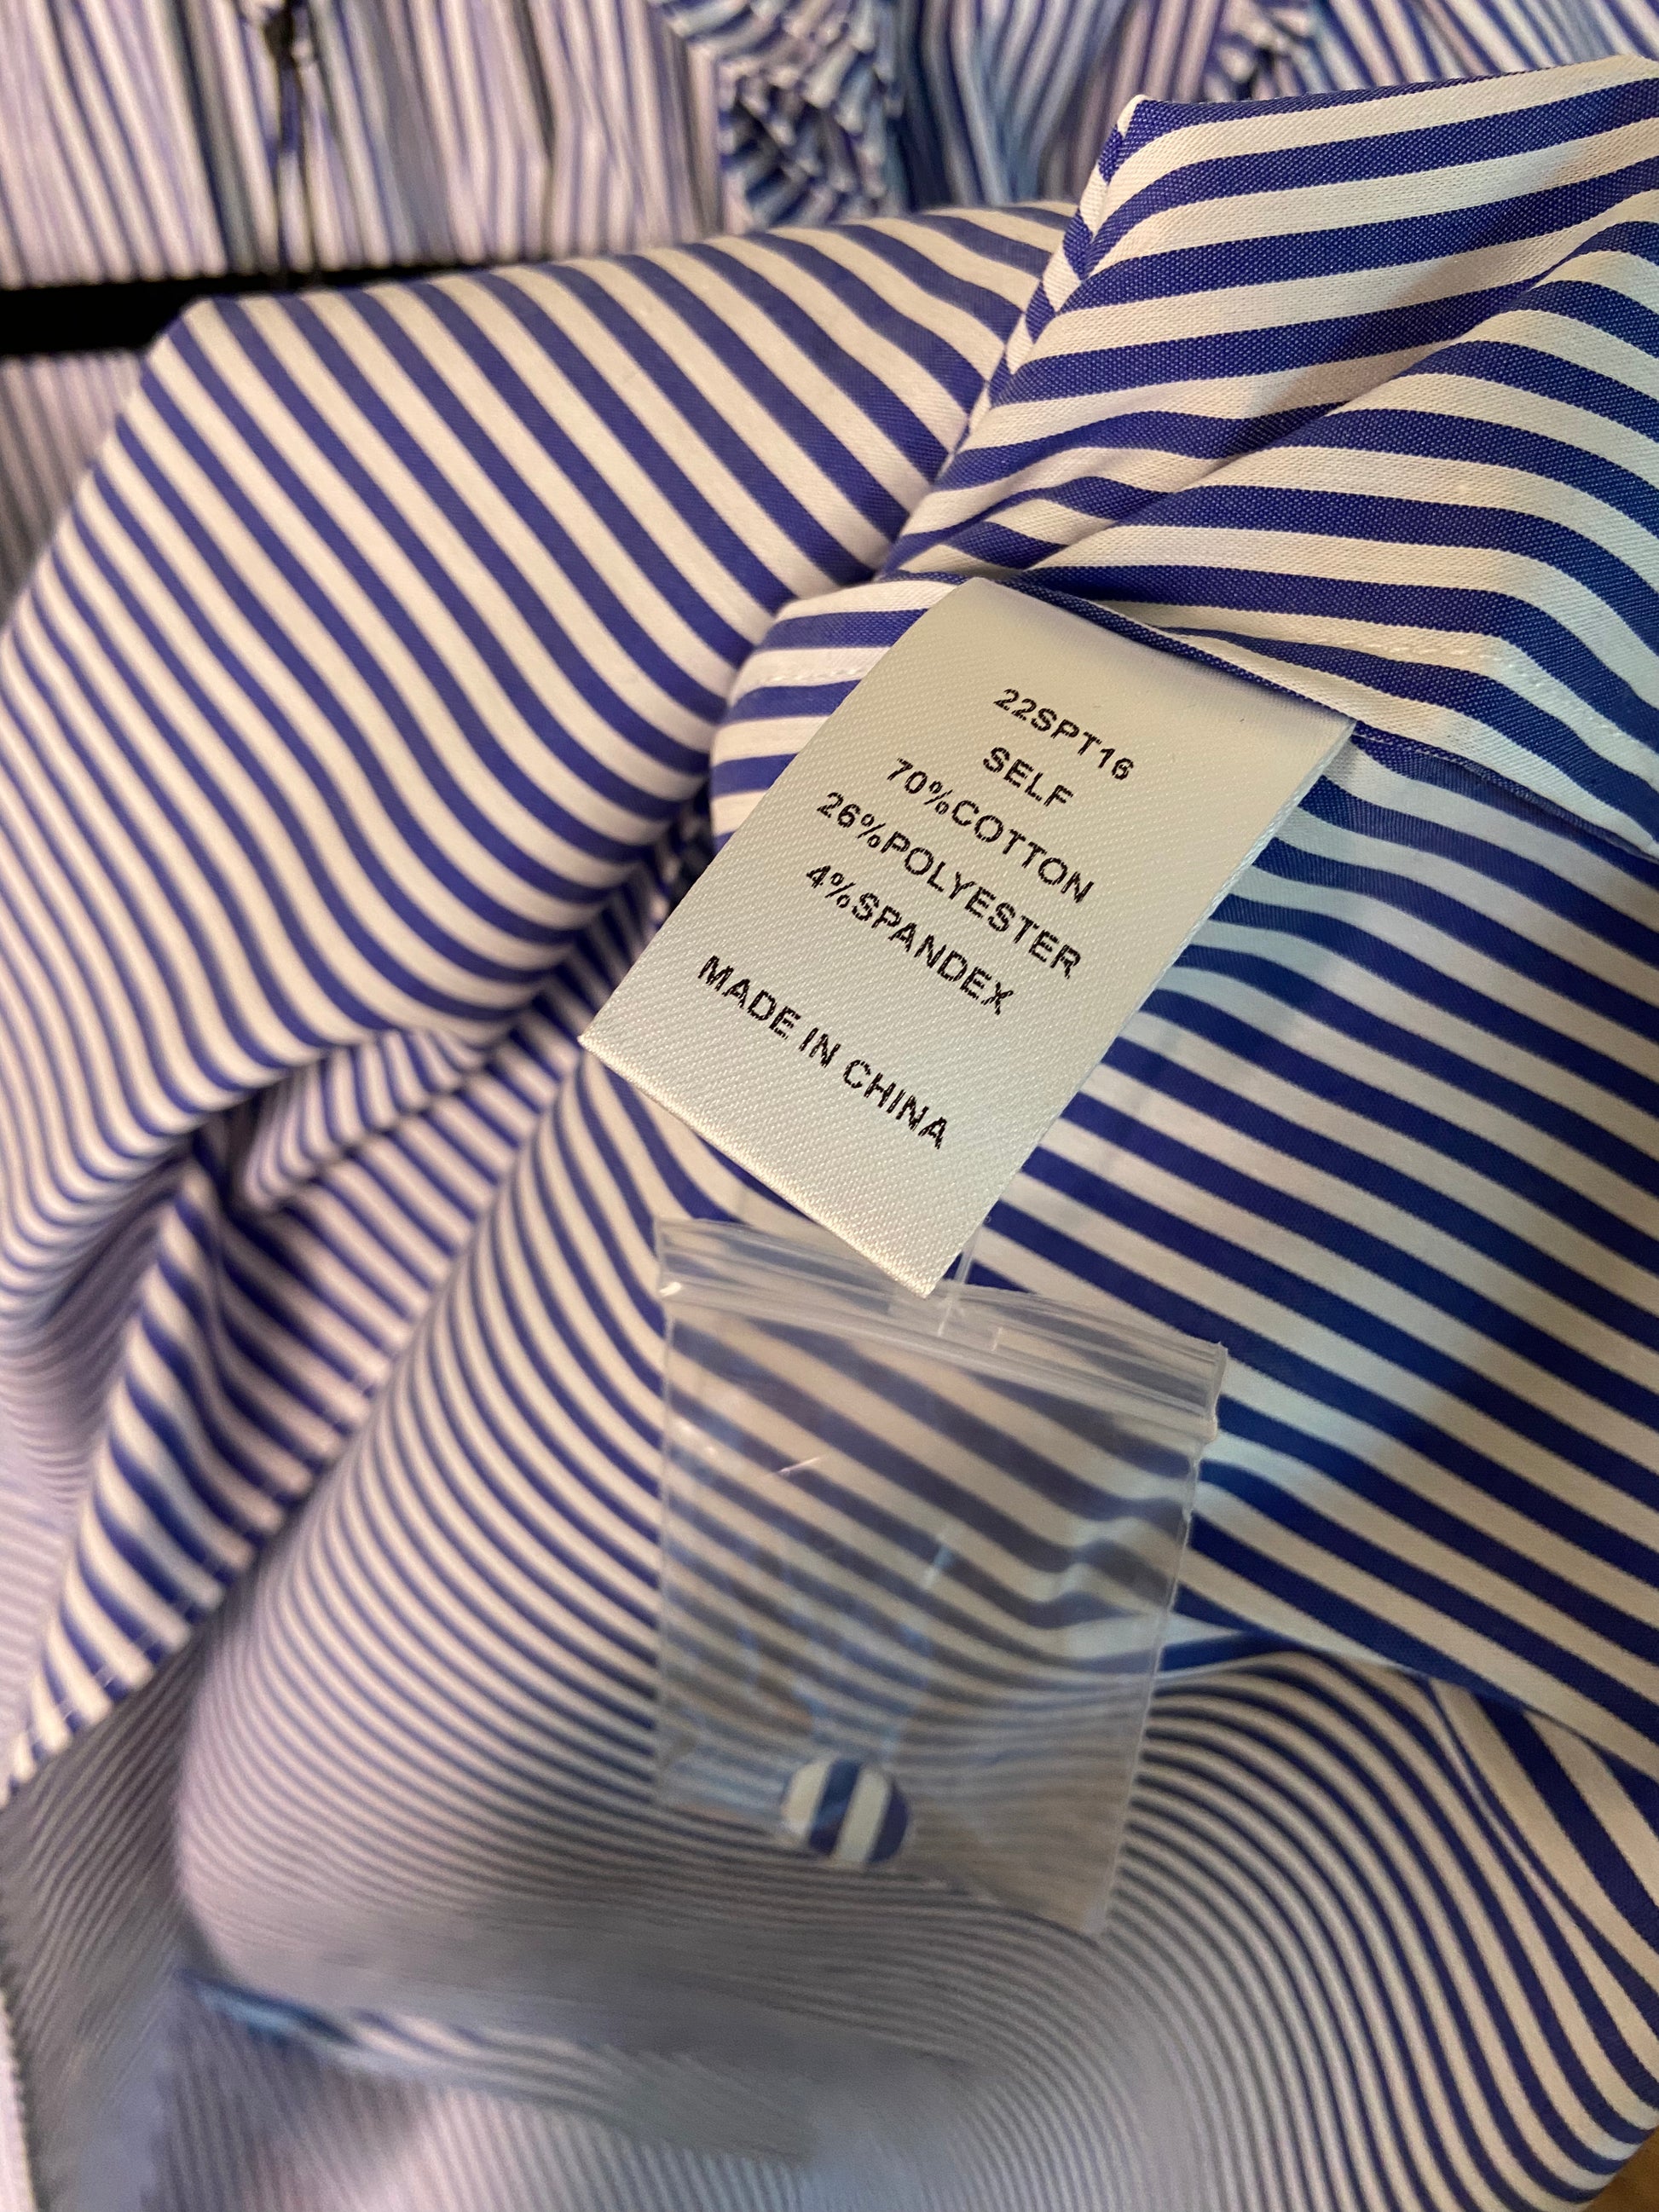 22SPT16
SELF
70%COTTON
26%POLYESTER
4%SPANDEX
MADE IN CHINA